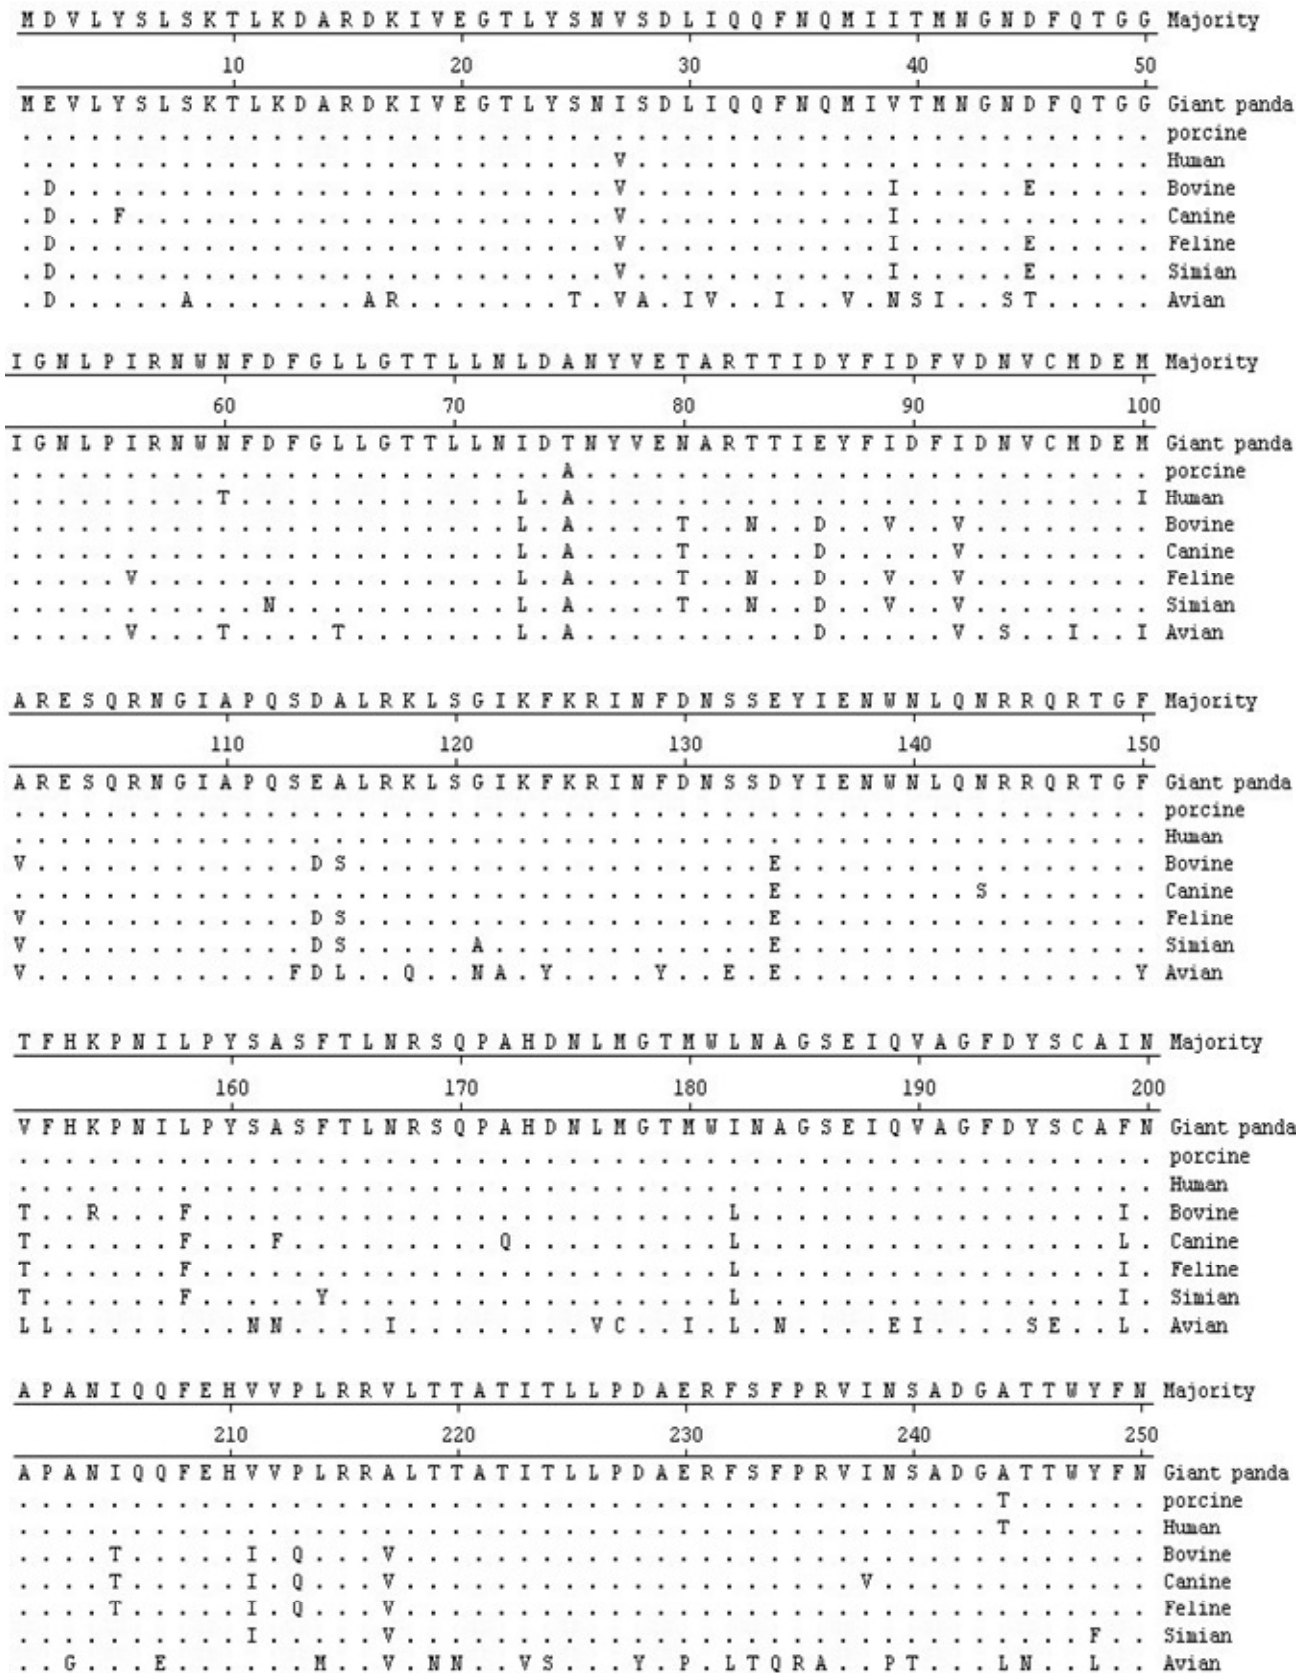 M D V L Y S L S K T L K D A R D K I V E G T L Y S N V S D L I Q Q F N Q M I I T M N G N D F Q T G G Majority
10 20 30 40 50
M E V L Y S L S K T L K D A R D K I V E G T L Y S N I S D L I Q Q F N Q M I V T M N G N D F Q T G G Giant panda
. . . . . . . . . . . . . . . . . . . . . . . . . . . . . . . . . . . . . . . . . . . . . . . . . . porcine
. . . . . . . . . . . . . . . . . . . . . . . . . . V . . . . . . . . . . . . . . . . . . . . . . . Human
. D . . . . . . . . . . . . . . . . . . . . . . . . V . . . . . . . . . . . I . . . . . E . . . . . Bovine
. D . . F . . . . . . . . . . . . . . . . . . . . . V . . . . . . . . . . . I . . . . . . . . . . . Canine
. D . . . . . . . . . . . . . . . . . . . . . . . . V . . . . . . . . . . . I . . . . . E . . . . . Feline
. D . . . . . . . . . . . . . . . . . . . . . . . . V . . . . . . . . . . . I . . . . . E . . . . . Simian
. D . . . . . A . . . . . . . A R . . . . . . . T . V A . I V . . I . . V . N S I . . S T . . . . . Avian
I G N L P I R N W N F D F G L L G T T L L N L D A N Y V E T A R T T I D Y F I D F V D N V C M D E M Majority
60 70 80 90 100
I G N L P I R N W N F D F G L L G T T L L N I D T N Y V E N A R T T I E Y F I D F I D N V C M D E M Giant panda
. . . . . . . . . . . . . . . . . . . . . . . . A . . . . . . . . . . . . . . . . . . . . . . . . . porcine
. . . . . . . . . T . . . . . . . . . . . . L . A . . . . . . . . . . . . . . . . . . . . . . . . I Human
. . . . . . . . . . . . . . . . . . . . . . L . A . . . . T . . N . . D . . V . . V . . . . . . . . Bovine
. . . . . . . . . . . . . . . . . . . . . . L . A . . . . T . . . . . D . . . . . V . . . . . . . . Canine
. . . . . V . . . . . . . . . . . . . . . . L . A . . . . T . . N . . D . . V . . V . . . . . . . . Feline
. . . . . . . . . . . N . . . . . . . . . . L . A . . . . T . . N . . D . . V . . V . . . . . . . . Simian
. . . . . V . . . T . . . . T . . . . . . . L . A . . . . . . . . . . D . . . . . V . S . . I . . I Avian
A R E S Q R N G I A P Q S D A L R K L S G I K F K R I N F D N S S E Y I E N W N L Q N R R Q R T G F Majority
110 120 130 140 150
A R E S Q R N G I A P Q S E A L R K L S G I K F K R I N F D N S S D Y I E N W N L Q N R R Q R T G F Giant panda
. . . . . . . . . . . . . . . . . . . . . . . . . . . . . . . . . . . . . . . . . . . . . . . . . . porcine
. . . . . . . . . . . . . . . . . . . . . . . . . . . . . . . . . . . . . . . . . . . . . . . . . . Human
V . . . . . . . . . . . . D S . . . . . . . . . . . . . . . . . . E . . . . . . . . . . . . . . . . Bovine
. . . . . . . . . . . . . . . . . . . . . . . . . . . . . . . . . E . . . . . . . . S . . . . . . . Canine
V . . . . . . . . . . . . D S . . . . . . . . . . . . . . . . . . E . . . . . . . . . . . . . . . . Feline
V . . . . . . . . . . . . D S . . . . . A . . . . . . . . . . . . E . . . . . . . . . . . . . . . . Simian
V . . . . . . . . . . . F D L . . Q . . N A . Y . . . . Y . . E . E . . . . . . . . . . . . . . . Y Avian
T F H K P N I L P Y S A S F T L N R S Q P A H D N L M G T M W L N A G S E I Q V A G F D Y S C A I N Majority
160 170 180 190 200
V F H K P N I L P Y S A S F T L N R S Q P A H D N L M G T M W I N A G S E I Q V A G F D Y S C A F N Giant panda
. . . . . . . . . . . . . . . . . . . . . . . . . . . . . . . . . . . . . . . . . . . . . . . . . . porcine
. . . . . . . . . . . . . . . . . . . . . . . . . . . . . . . . . . . . . . . . . . . . . . . . . . Human
T . . R . . . F . . . . . . . . . . . . . . . . . . . . . . . L . . . . . . . . . . . . . . . . I . Bovine
T . . . . . . F . . . F . . . . . . . . . Q . . . . . . . . . L . . . . . . . . . . . . . . . . L . Canine
T . . . . . . F . . . . . . . . . . . . . . . . . . . . . . . L . . . . . . . . . . . . . . . . I . Feline
T . . . . . . F . . . . . Y . . . . . . . . . . . . . . . . . L . . . . . . . . . . . . . . . . I . Simian
L L . . . . . . . . N N . . . . I . . . . . . . . V C . . I . L . N . . . . E I . . . . S E . . L . Avian
A P A N I Q Q F E H V V P L R R V L T T A T I T L L P D A E R F S F P R V I N S A D G A T T W Y F N Majority
210 220 230 240 250
A P A N I Q Q F E H V V P L R R A L T T A T I T L L P D A E R F S F P R V I N S A D G A T T W Y F N Giant panda
. . . . . . . . . . . . . . . . . . . . . . . . . . . . . . . . . . . . . . . . . . . T . . . . . . porcine
. . . . . . . . . . . . . . . . . . . . . . . . . . . . . . . . . . . . . . . . . . . T . . . . . . Human
. . . . T . . . . . I . Q . . . V . . . . . . . . . . . . . . . . . . . . . . . . . . . . . . . . . Bovine
. . . . T . . . . . I . Q . . . V . . . . . . . . . . . . . . . . . . . . V . . . . . . . . . . . . Canine
. . . . T . . . . . I . Q . . . V . . . . . . . . . . . . . . . . . . . . . . . . . . . . . . . . . Feline
. . . . . . . . . . I . . . . . V . . . . . . . . . . . . . . . . . . . . . . . . . . . . . . F . . Simian
. . G . . . E . . . . . . M . . V . N N . . V S . . . Y . P . L T Q R A . . P T . . . L N . . L . . Avian